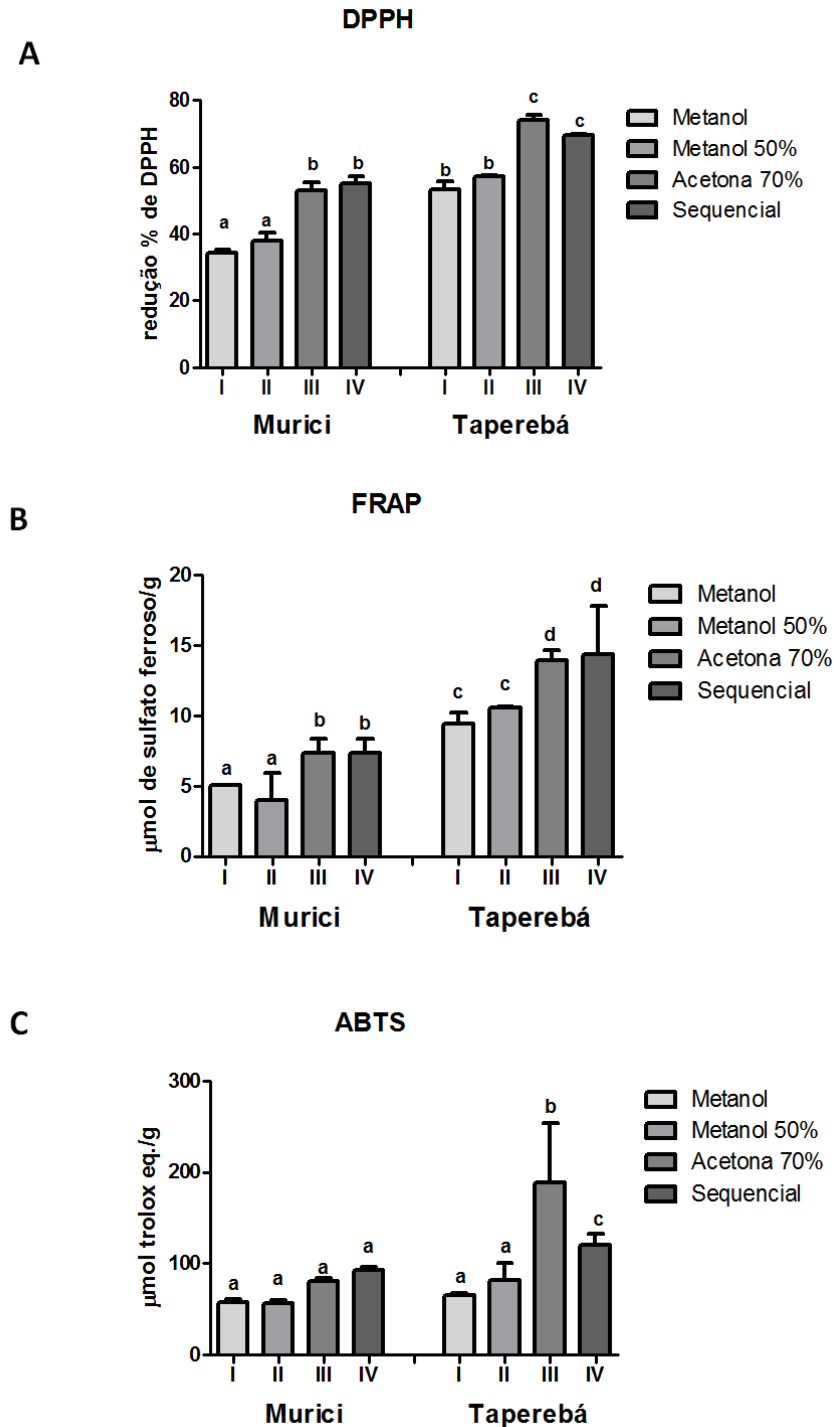 DPPH
A
redução % de DPPH
80
60
40
20
0
a a b b b b c c
I II III IV I II III IV
Murici Taperebá
Metanol
Metanol 50%
Acetona 70%
Sequencial
FRAP
B
µmol de sulfato ferroso/g
20
15
10
5
0
a a b b c c d d
I II III IV I II III IV
Murici Taperebá
Metanol
Metanol 50%
Acetona 70%
Sequencial
ABTS
C
µmol trolox eq./g
300
200
100
0
a a a a a a b c
I II III IV I II III IV
Murici Taperebá
Metanol
Metanol 50%
Acetona 70%
Sequencial